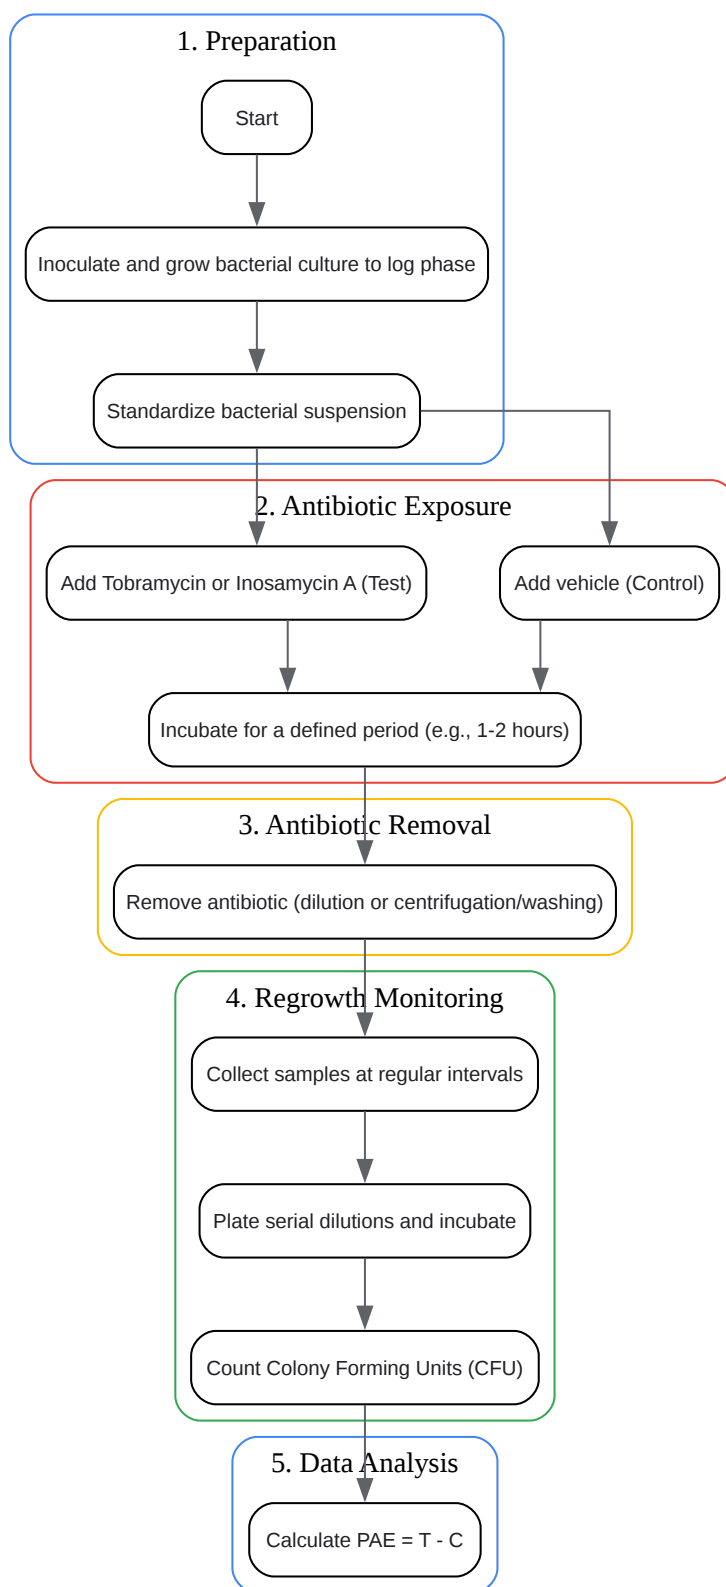 1. Preparation
Start
Inoculate and grow bacterial culture to log phase
Standardize bacterial suspension
2. Antibiotic Exposure
Add Tobramycin or Inosamycin A (Test)
Add vehicle (Control)
Incubate for a defined period (e.g., 1-2 hours)
3. Antibiotic Removal
Remove antibiotic (dilution or centrifugation/washing)
4. Regrowth Monitoring
Collect samples at regular intervals
Plate serial dilutions and incubate
Count Colony Forming Units (CFU)
5. Data Analysis
Calculate PAE = T - C